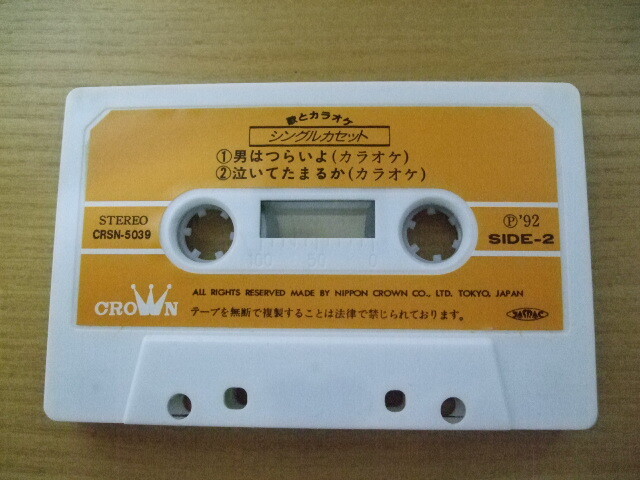 歌とカラオケ
シングルカセット
①男はつらいよ(カラオケ)
②泣いてたまるか(カラオケ)
STEREO
CRSN-5039
Ⓟ'92
SIDE-2
100 50 0
ALL RIGHTS RESERVED MADE BY NIPPON CROWN CO., LTD. TOKYO, JAPAN
CROWN
テープを無断で複製することは法律で禁じられております。